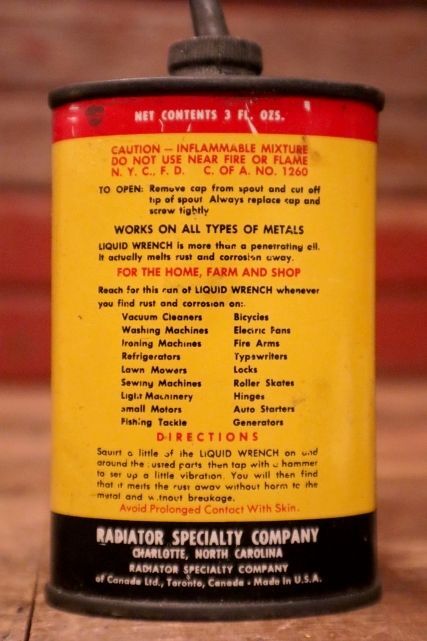 NET CONTENTS 3 FL. OZS.
CAUTION — INFLAMMABLE MIXTURE
DO NOT USE NEAR FIRE OR FLAME
N. Y. C., F. D. C. OF A. NO. 1260
TO OPEN: Remove cap from spout and cut off
tip of spout. Always replace cap and
screw tightly
WORKS ON ALL TYPES OF METALS
LIQUID WRENCH is more than a penetrating oil.
It actually melts rust and corrosion away.
FOR THE HOME, FARM AND SHOP
Reach for this can of LIQUID WRENCH whenever
you find rust and corrosion on:
Vacuum Cleaners Bicycles
Washing Machines Electric Fans
Ironing Machines Fire Arms
Refrigerators Typewriters
Lawn Mowers Locks
Sewing Machines Roller Skates
Light Machinery Hinges
Small Motors Auto Starters
Fishing Tackle Generators
DIRECTIONS
Squirt a little of the LIQUID WRENCH on and
around the rusted parts then tap with a hammer
to set up a little vibration. You will then find
that it melts the rust away without harm to the
metal and without breakage.
Avoid Prolonged Contact With Skin.
RADIATOR SPECIALTY COMPANY
CHARLOTTE, NORTH CAROLINA
RADIATOR SPECIALTY COMPANY
of Canada Ltd., Toronto, Canada - Made in U.S.A.